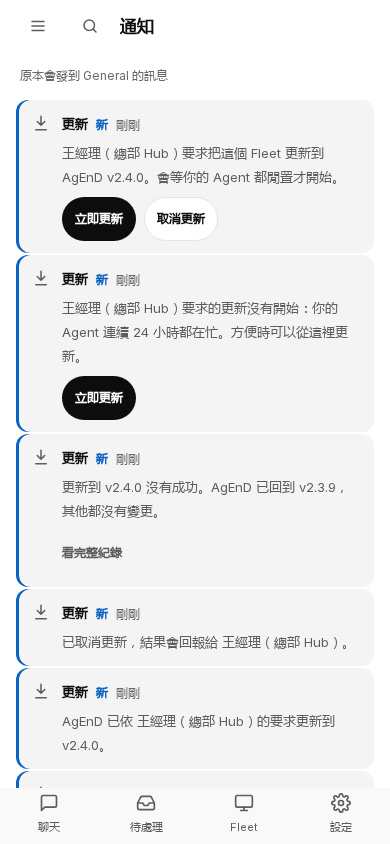 通知
原本會發到 General 的訊息
更新 新 剛剛
王經理（總部 Hub）要求把這個 Fleet 更新到
AgEnD v2.4.0。會等你的 Agent 都閒置才開始。
立即更新 取消更新
更新 新 剛剛
王經理（總部 Hub）要求的更新沒有開始：你的
Agent 連續 24 小時都在忙。方便時可以從這裡更
新。
立即更新
更新 新 剛剛
更新到 v2.4.0 沒有成功。AgEnD 已回到 v2.3.9，
其他都沒有變更。
看完整紀錄
更新 新 剛剛
已取消更新，結果會回報給 王經理（總部 Hub）。
更新 新 剛剛
AgEnD 已依 王經理（總部 Hub）的要求更新到
v2.4.0。
聊天 待處理 Fleet 設定